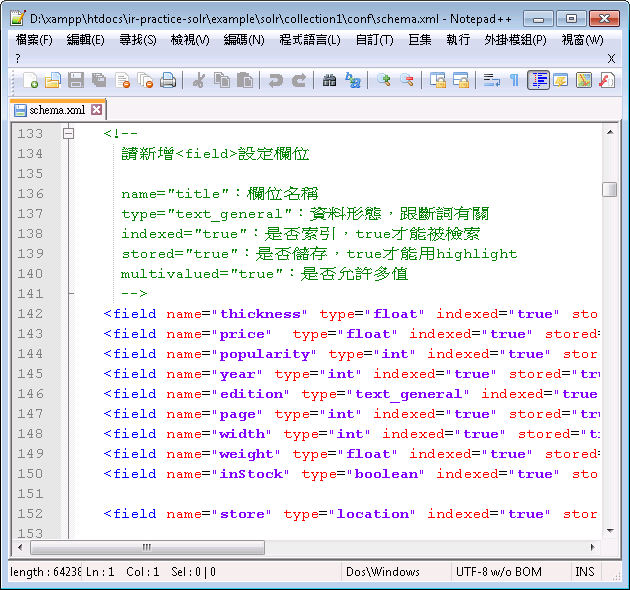 D:\xampp\htdocs\ir-practice-solr\example\solr\collection1\conf\schema.xml - Notepad++
檔案(F) 編輯(E) 尋找(S) 檢視(V) 編碼(N) 程式語言(L) 自訂(T) 巨集 執行 外掛模組(P) 視窗(W)
? X
schema.xml
133 <!--
134 請新增<field>設定欄位
135
136 name="title"：欄位名稱
137 type="text_general"：資料形態，跟斷詞有關
138 indexed="true"：是否索引，true才能被檢索
139 stored="true"：是否儲存，true才能用highlight
140 multivalued="true"：是否允許多值
141 -->
142 <field name="thickness" type="float" indexed="true" sto
143 <field name="price"  type="float" indexed="true" stored=
144 <field name="popularity" type="int" indexed="true" stor
145 <field name="year" type="int" indexed="true" stored="tru
146 <field name="edition" type="text_general" indexed="true
147 <field name="page" type="int" indexed="true" stored="tru
148 <field name="width" type="int" indexed="true" stored="t
149 <field name="weight" type="float" indexed="true" stored
150 <field name="inStock" type="boolean" indexed="true" sto
151
152 <field name="store" type="location" indexed="true" stor
153
length : 64238 Ln : 1 Col : 1 Sel : 0 | 0 Dos\Windows UTF-8 w/o BOM INS